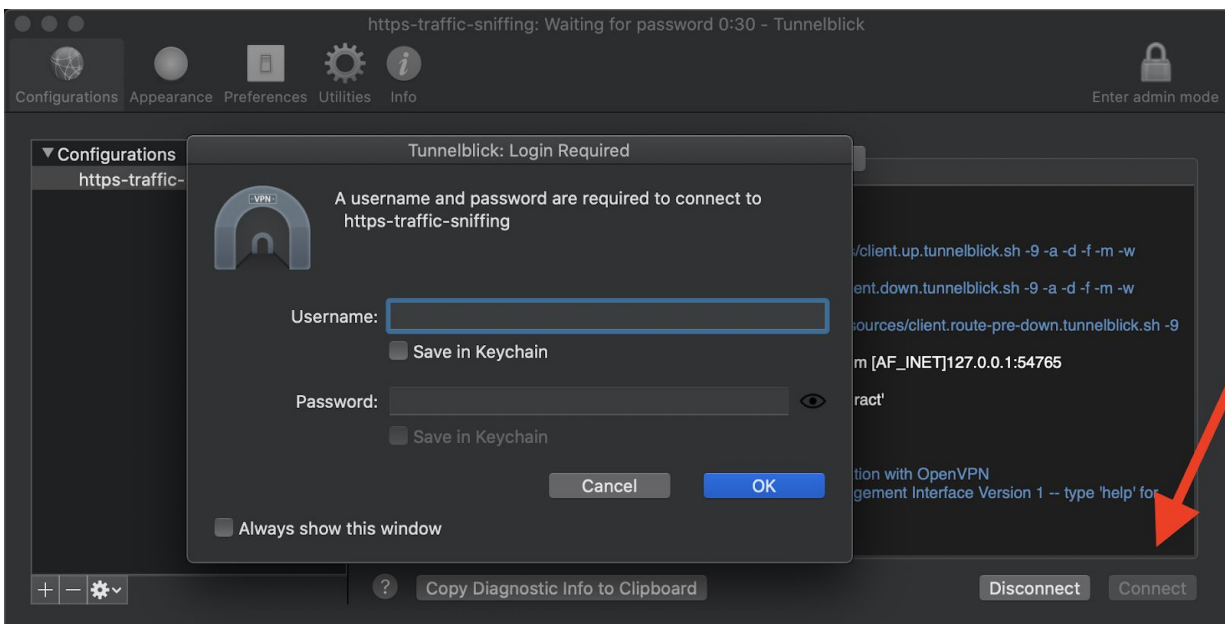 https-traffic-sniffing: Waiting for password 0:30 - Tunnelblick
Configurations Appearance Preferences Utilities Info
Enter admin mode
Configurations
https-traffic-
Tunnelblick: Login Required
VPN
A username and password are required to connect to
https-traffic-sniffing
Username:
Save in Keychain
Password:
Save in Keychain
Cancel OK
Always show this window
/client.up.tunnelblick.sh -9 -a -d -f -m -w
ent.down.tunnelblick.sh -9 -a -d -f -m -w
sources/client.route-pre-down.tunnelblick.sh -9
m [AF_INET]127.0.0.1:54765
ract'
tion with OpenVPN
gement Interface Version 1 -- type 'help' for
? Copy Diagnostic Info to Clipboard
Disconnect Connect